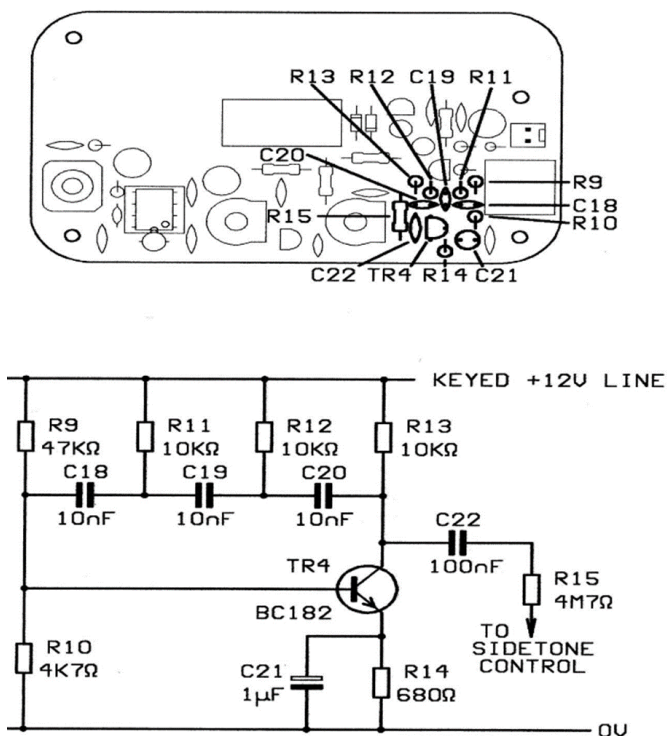 R13 R12 C19 R11
C20
R9
R15
C18
R10
C22 TR4 R14 C21
KEYED +12V LINE
R9
47KΩ
R11
10KΩ
R12
10KΩ
R13
10KΩ
C18
10nF
C19
10nF
C20
10nF
C22
100nF
TR4
BC182
R15
4M7Ω
TO
SIDETONE
CONTROL
R10
4K7Ω
C21
1µF
R14
680Ω
0V